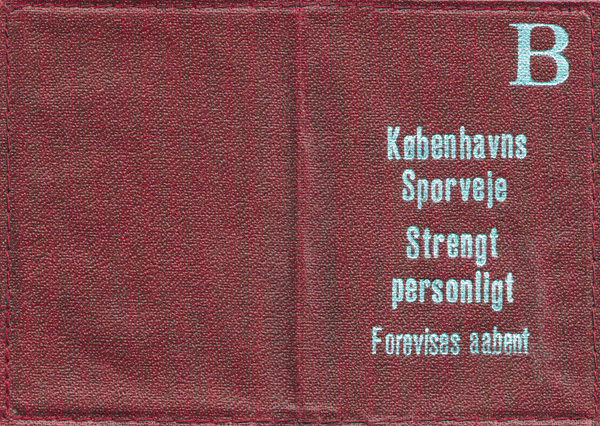 B
Københavns
Sporveje
Strengt
personligt
Forevises aabent